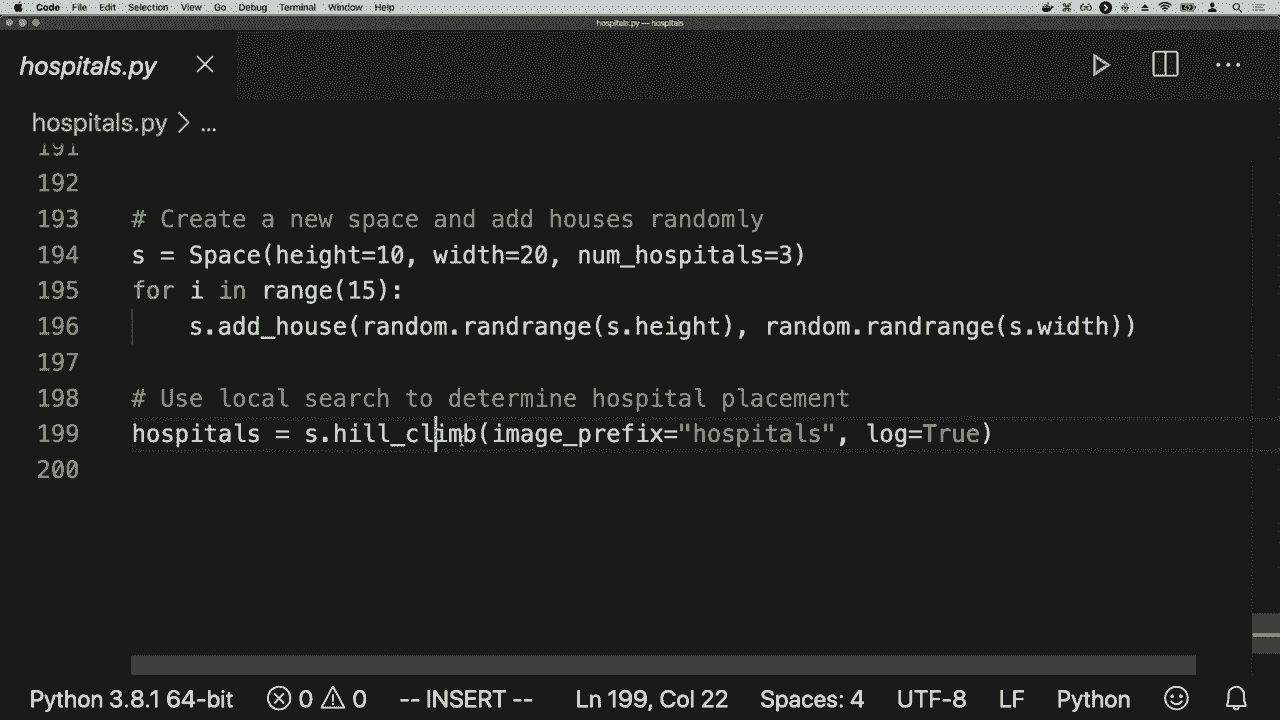 Code File Edit Selection View Go Debug Terminal Window Help
hospitals.py — hospitals
hospitals.py
hospitals.py > ...
191
192
193 # Create a new space and add houses randomly
194 s = Space(height=10, width=20, num_hospitals=3)
195 for i in range(15):
196 s.add_house(random.randrange(s.height), random.randrange(s.width))
197
198 # Use local search to determine hospital placement
199 hospitals = s.hill_climb(image_prefix="hospitals", log=True)
200
Python 3.8.1 64-bit 0 0 -- INSERT -- Ln 199, Col 22 Spaces: 4 UTF-8 LF Python